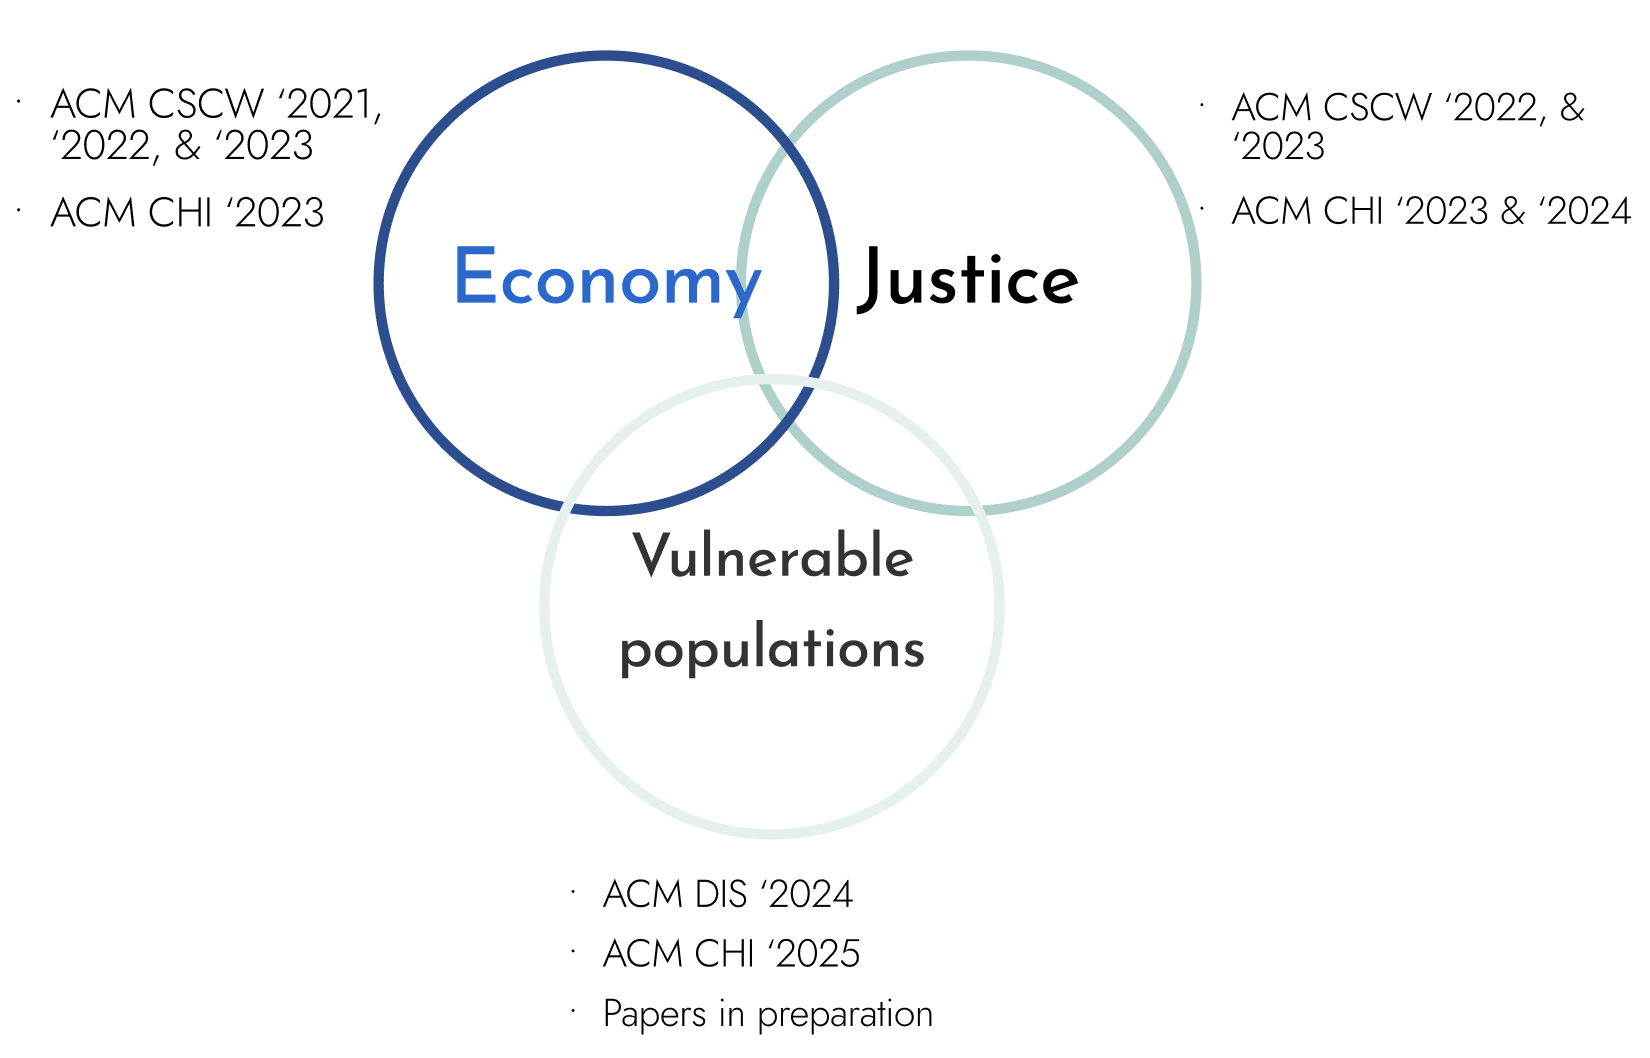 · ACM CSCW ‘2021,
‘2022, & ‘2023
· ACM CHI ‘2023
Economy
Justice
· ACM CSCW ‘2022, &
‘2023
· ACM CHI ‘2023 & ‘2024
Vulnerable
populations
· ACM DIS ‘2024
· ACM CHI ‘2025
· Papers in preparation